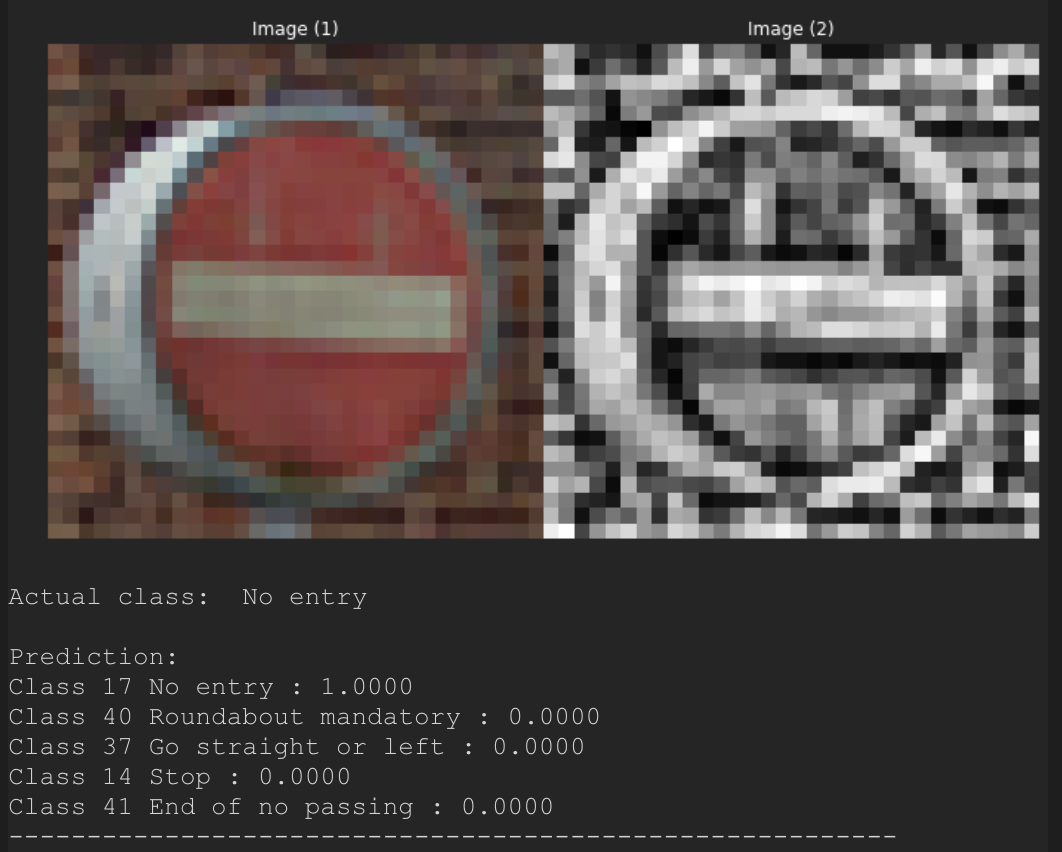 Image (1)
Image (2)
Actual class:  No entry
Prediction:
Class 17 No entry : 1.0000
Class 40 Roundabout mandatory : 0.0000
Class 37 Go straight or left : 0.0000
Class 14 Stop : 0.0000
Class 41 End of no passing : 0.0000
---------------------------------------------------------